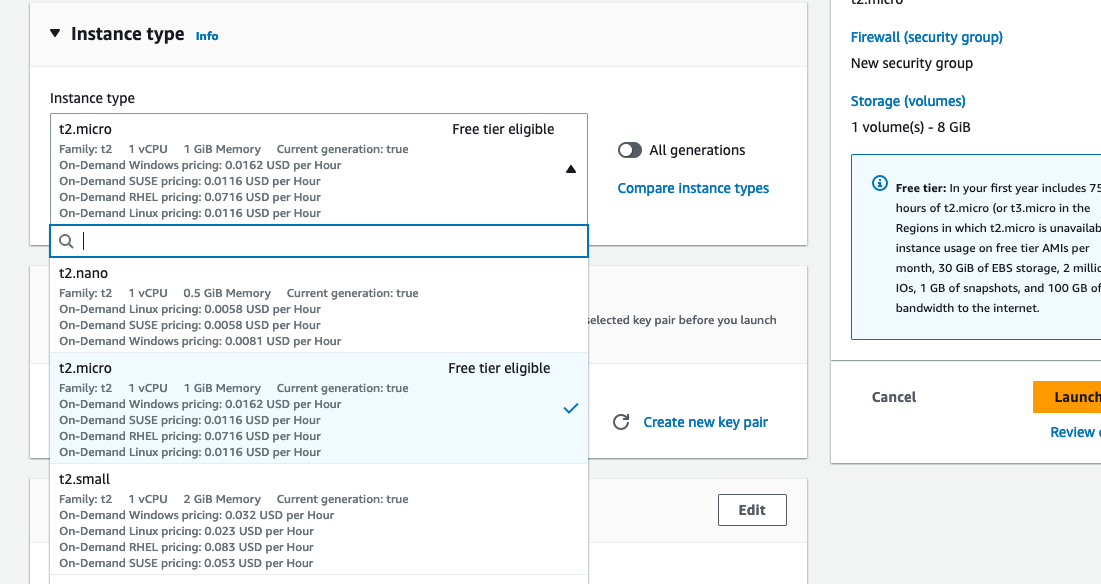 Instance type Info
Instance type
t2.micro Free tier eligible
Family: t2 1 vCPU 1 GiB Memory Current generation: true
On-Demand Windows pricing: 0.0162 USD per Hour
On-Demand SUSE pricing: 0.0116 USD per Hour
On-Demand RHEL pricing: 0.0716 USD per Hour
On-Demand Linux pricing: 0.0116 USD per Hour
All generations
Compare instance types
t2.nano
Family: t2 1 vCPU 0.5 GiB Memory Current generation: true
On-Demand Linux pricing: 0.0058 USD per Hour
On-Demand SUSE pricing: 0.0058 USD per Hour
On-Demand Windows pricing: 0.0081 USD per Hour
t2.micro Free tier eligible
Family: t2 1 vCPU 1 GiB Memory Current generation: true
On-Demand Windows pricing: 0.0162 USD per Hour
On-Demand SUSE pricing: 0.0116 USD per Hour
On-Demand RHEL pricing: 0.0716 USD per Hour
On-Demand Linux pricing: 0.0116 USD per Hour
t2.small
Family: t2 1 vCPU 2 GiB Memory Current generation: true
On-Demand Windows pricing: 0.032 USD per Hour
On-Demand Linux pricing: 0.023 USD per Hour
On-Demand RHEL pricing: 0.083 USD per Hour
On-Demand SUSE pricing: 0.053 USD per Hour
selected key pair before you launch
Create new key pair
Edit
t2.micro
Firewall (security group)
New security group
Storage (volumes)
1 volume(s) - 8 GiB
Free tier: In your first year includes 75
hours of t2.micro (or t3.micro in the
Regions in which t2.micro is unavailab
instance usage on free tier AMIs per
month, 30 GiB of EBS storage, 2 millio
IOs, 1 GB of snapshots, and 100 GB of
bandwidth to the internet.
Cancel
Launch
Review